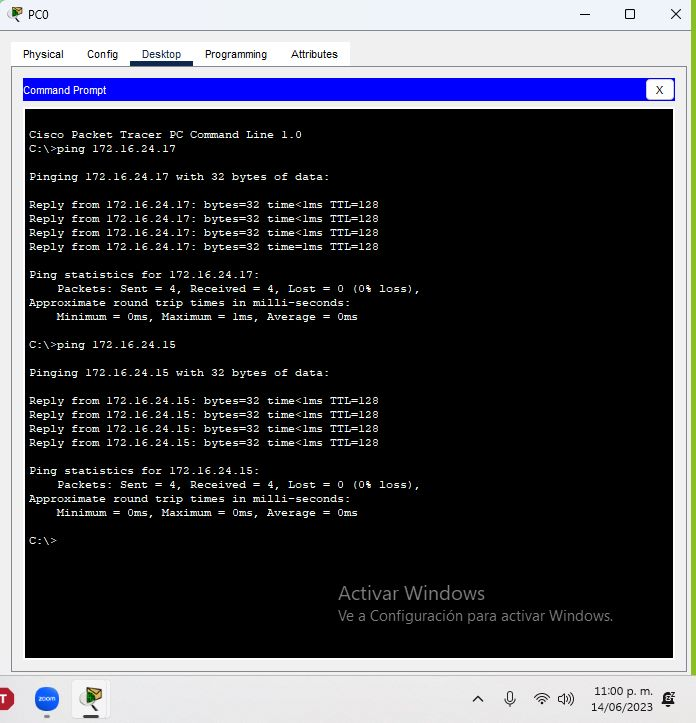 PC0
Physical Config Desktop Programming Attributes
Command Prompt X
Cisco Packet Tracer PC Command Line 1.0
C:\>ping 172.16.24.17
Pinging 172.16.24.17 with 32 bytes of data:
Reply from 172.16.24.17: bytes=32 time<1ms TTL=128
Reply from 172.16.24.17: bytes=32 time<1ms TTL=128
Reply from 172.16.24.17: bytes=32 time<1ms TTL=128
Reply from 172.16.24.17: bytes=32 time=1ms TTL=128
Ping statistics for 172.16.24.17:
Packets: Sent = 4, Received = 4, Lost = 0 (0% loss),
Approximate round trip times in milli-seconds:
Minimum = 0ms, Maximum = 1ms, Average = 0ms
C:\>ping 172.16.24.15
Pinging 172.16.24.15 with 32 bytes of data:
Reply from 172.16.24.15: bytes=32 time<1ms TTL=128
Reply from 172.16.24.15: bytes=32 time<1ms TTL=128
Reply from 172.16.24.15: bytes=32 time<1ms TTL=128
Reply from 172.16.24.15: bytes=32 time<1ms TTL=128
Ping statistics for 172.16.24.15:
Packets: Sent = 4, Received = 4, Lost = 0 (0% loss),
Approximate round trip times in milli-seconds:
Minimum = 0ms, Maximum = 0ms, Average = 0ms
C:\>
Activar Windows
Ve a Configuración para activar Windows.
T
zoom
11:00 p. m.
14/06/2023